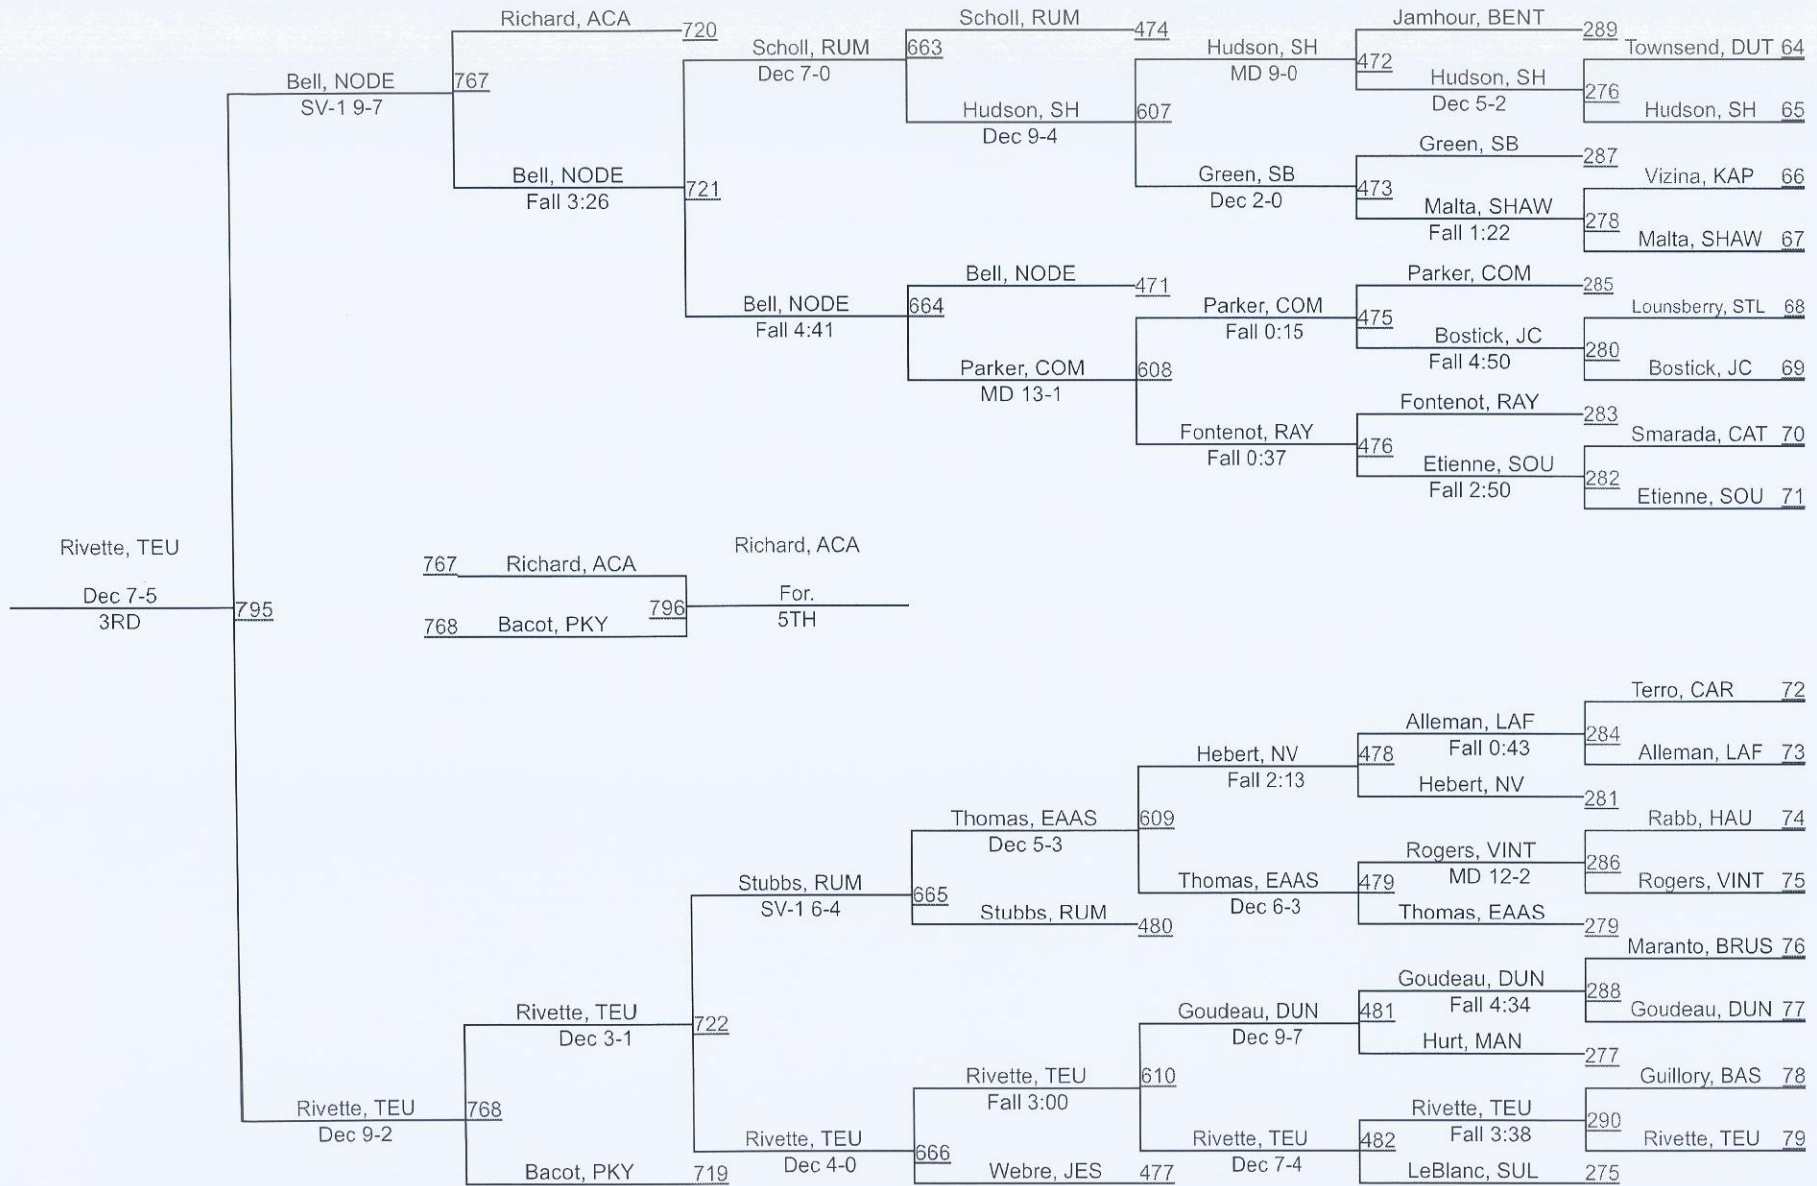 Richard, ACA
720
Bell, NODE
SV-1 9-7
767
Bell, NODE
Fall 3:26
Scholl, RUM
Dec 7-0
663
721
Bell, NODE
Fall 4:41
664
Scholl, RUM
474
Hudson, SH
Dec 9-4
607
Bell, NODE
471
Parker, COM
MD 13-1
608
Hudson, SH
MD 9-0
472
Green, SB
Dec 2-0
473
Parker, COM
Fall 0:15
475
Fontenot, RAY
Fall 0:37
476
Jamhour, BENT
289
Hudson, SH
Dec 5-2
276
Green, SB
287
Malta, SHAW
Fall 1:22
278
Parker, COM
285
Bostick, JC
Fall 4:50
280
Fontenot, RAY
283
Etienne, SOU
Fall 2:50
282
Townsend, DUT 64
Hudson, SH 65
Vizina, KAP 66
Malta, SHAW 67
Lounsberry, STL 68
Bostick, JC 69
Smarada, CAT 70
Etienne, SOU 71
Rivette, TEU
Dec 7-5
3RD
795
767 Richard, ACA
768 Bacot, PKY
796
Richard, ACA
For.
5TH
Rivette, TEU
Dec 9-2
768
Rivette, TEU
Dec 3-1
722
Bacot, PKY
719
Stubbs, RUM
SV-1 6-4
665
Rivette, TEU
Dec 4-0
666
Thomas, EAAS
Dec 5-3
609
Stubbs, RUM
480
Rivette, TEU
Fall 3:00
610
Webre, JES
477
Hebert, NV
Fall 2:13
478
Thomas, EAAS
Dec 6-3
479
Goudeau, DUN
Dec 9-7
481
Rivette, TEU
Dec 7-4
482
Alleman, LAF
Fall 0:43
284
Hebert, NV
281
Rogers, VINT
MD 12-2
286
Thomas, EAAS
279
Goudeau, DUN
Fall 4:34
288
Hurt, MAN
277
Rivette, TEU
Fall 3:38
290
LeBlanc, SUL
275
Terro, CAR 72
Alleman, LAF 73
Rabb, HAU 74
Rogers, VINT 75
Maranto, BRUS 76
Goudeau, DUN 77
Guillory, BAS 78
Rivette, TEU 79